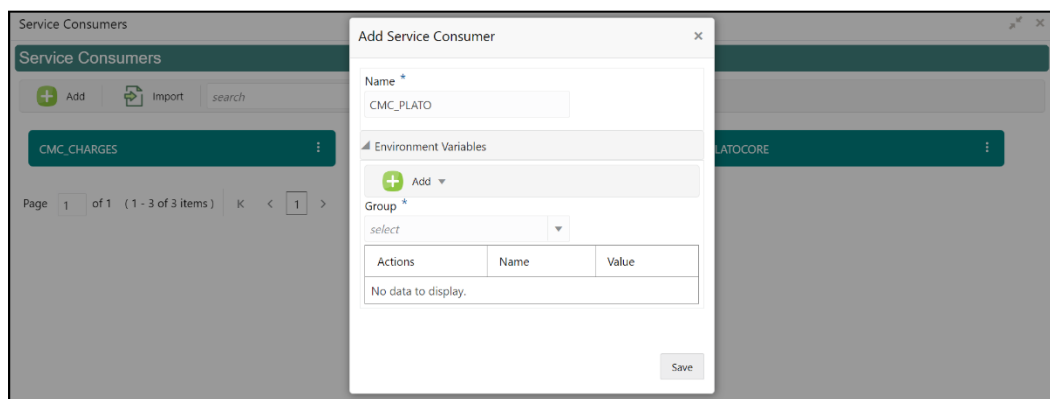 Service Consumers
Service Consumers
Add Import search
CMC_CHARGES
LATOCORE
Page 1 of 1 (1 - 3 of 3 items) K < 1 >
Add Service Consumer ×
Name *
CMC_PLATO
Environment Variables
Add
Group *
select
Actions Name Value
No data to display.
Save